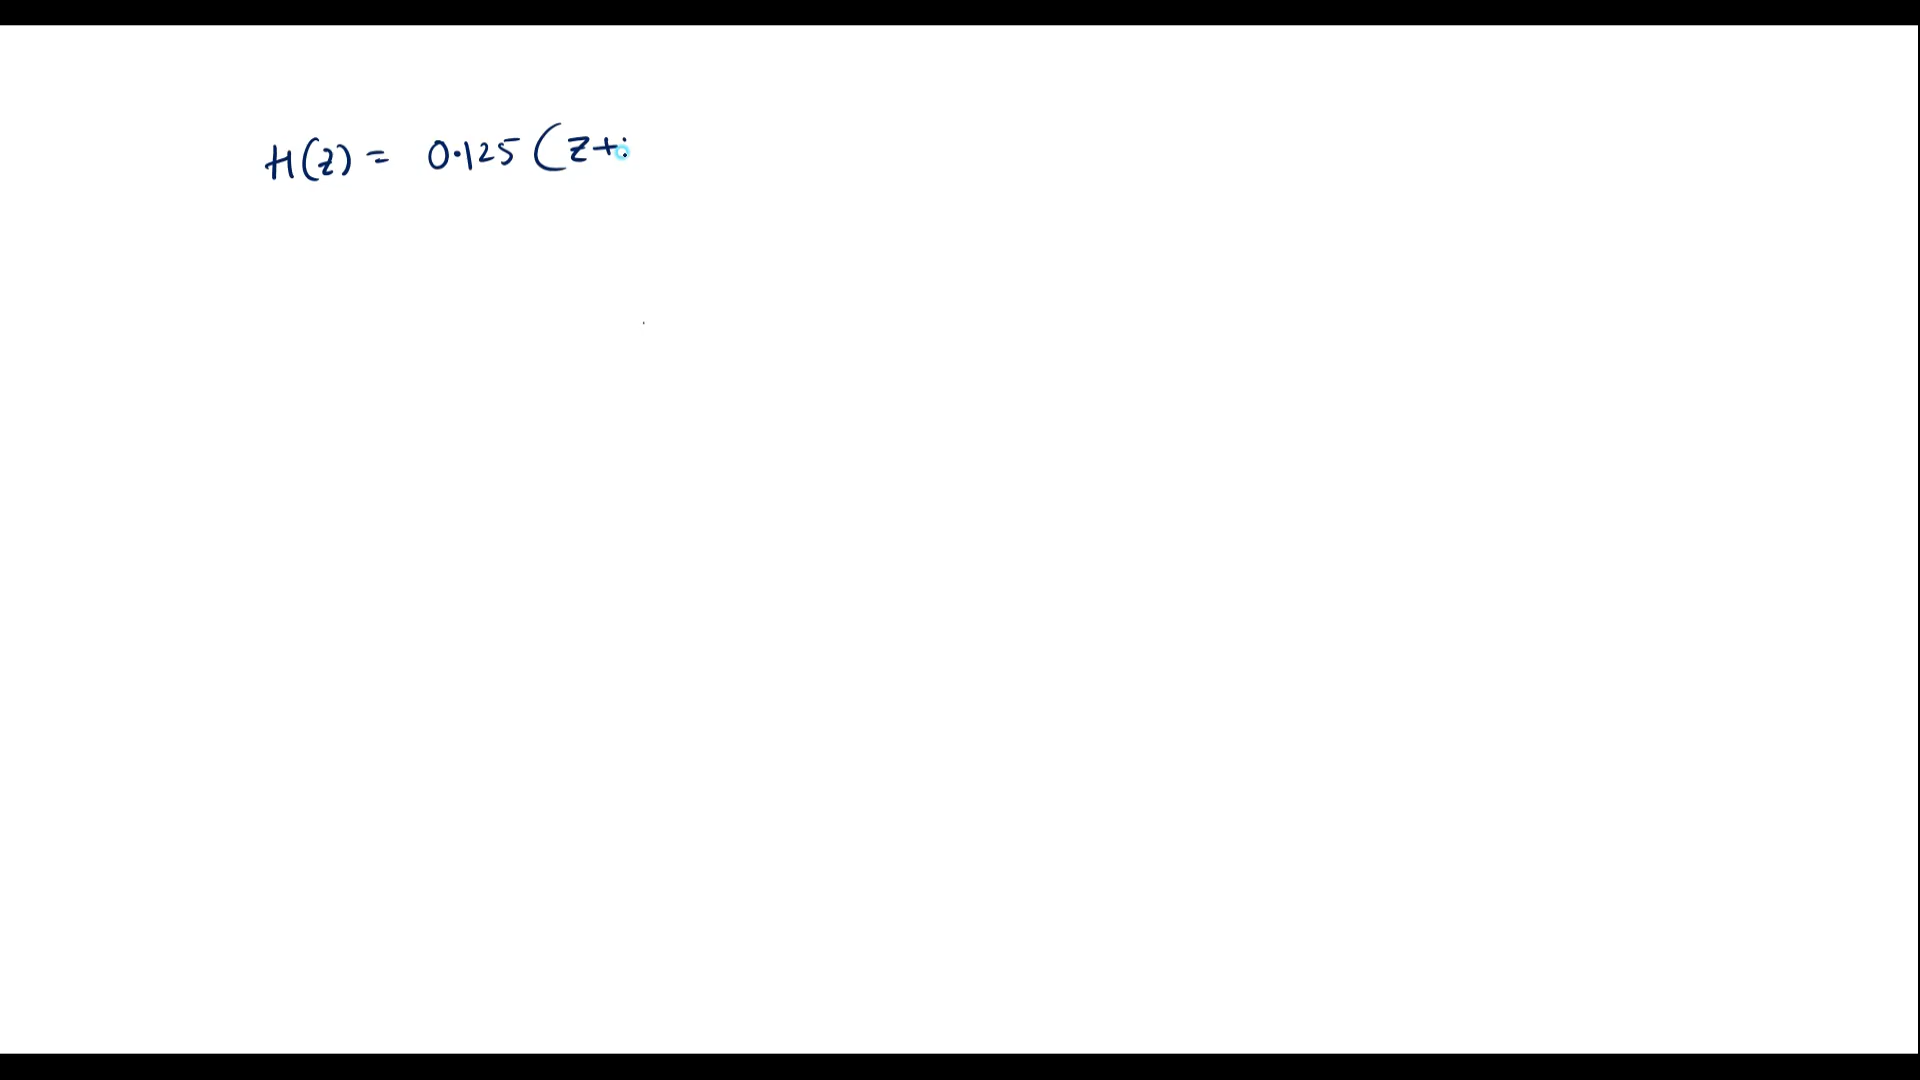 H(z) = 0.125 (z+